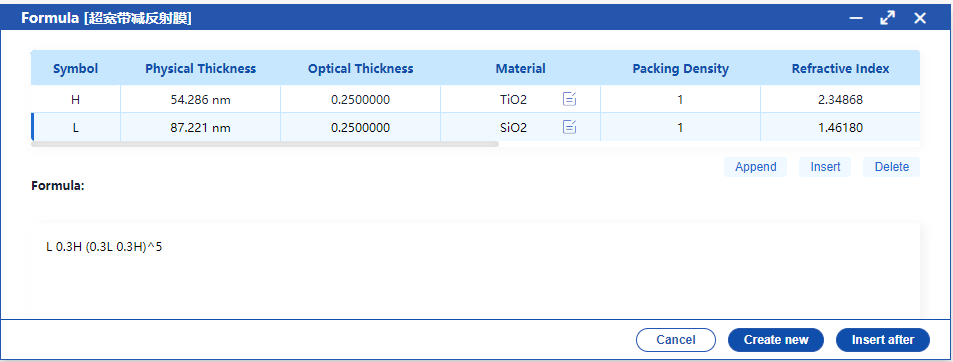 Formula [超宽带减反射膜]
Symbol Physical Thickness Optical Thickness Material Packing Density Refractive Index
H 54.286 nm 0.2500000 TiO2 1 2.34868
L 87.221 nm 0.2500000 SiO2 1 1.46180
Append Insert Delete
Formula:
L 0.3H (0.3L 0.3H)^5
Cancel Create new Insert after